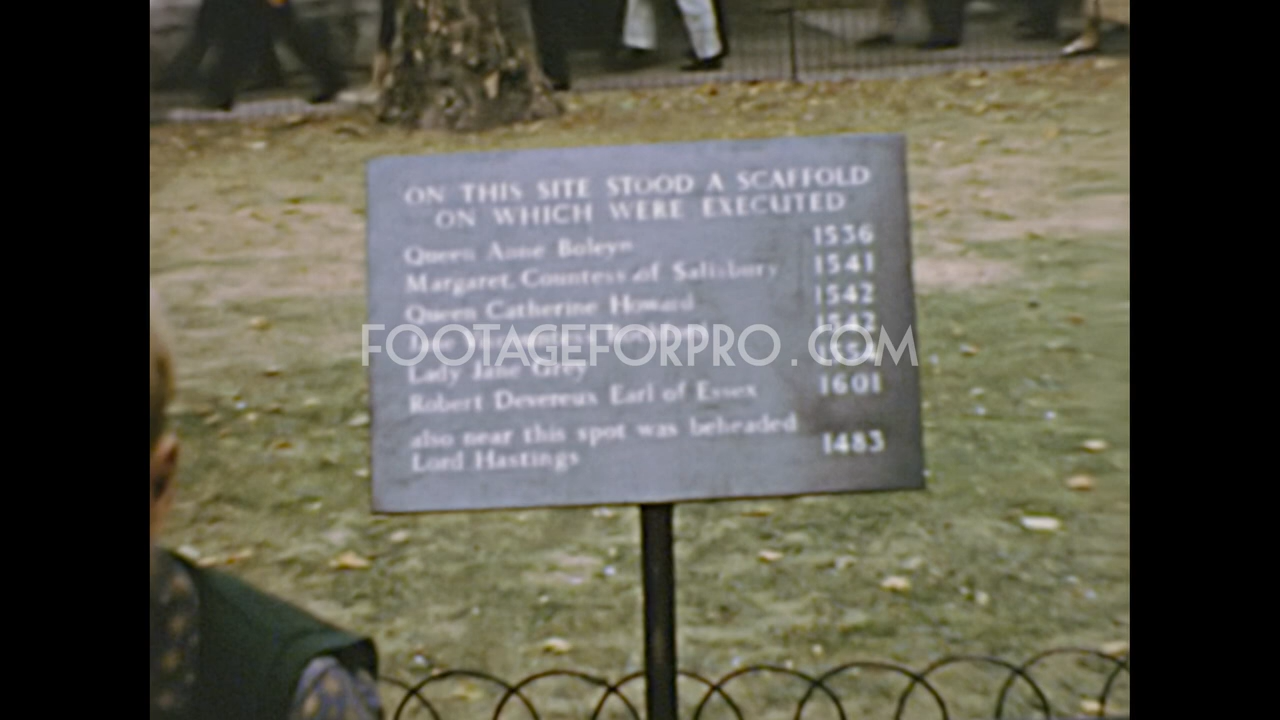 ON THIS SITE STOOD A SCAFFOLD
ON WHICH WERE EXECUTED
Queen Anne Boleyn 1536
Margaret Countess of Salisbury 1541
Queen Catherine Howard 1542
1542
FOOTAGEFORPRO.COM
Lady Jane Grey 1554
Robert Devereux Earl of Essex 1601
also near this spot was beheaded
Lord Hastings 1483